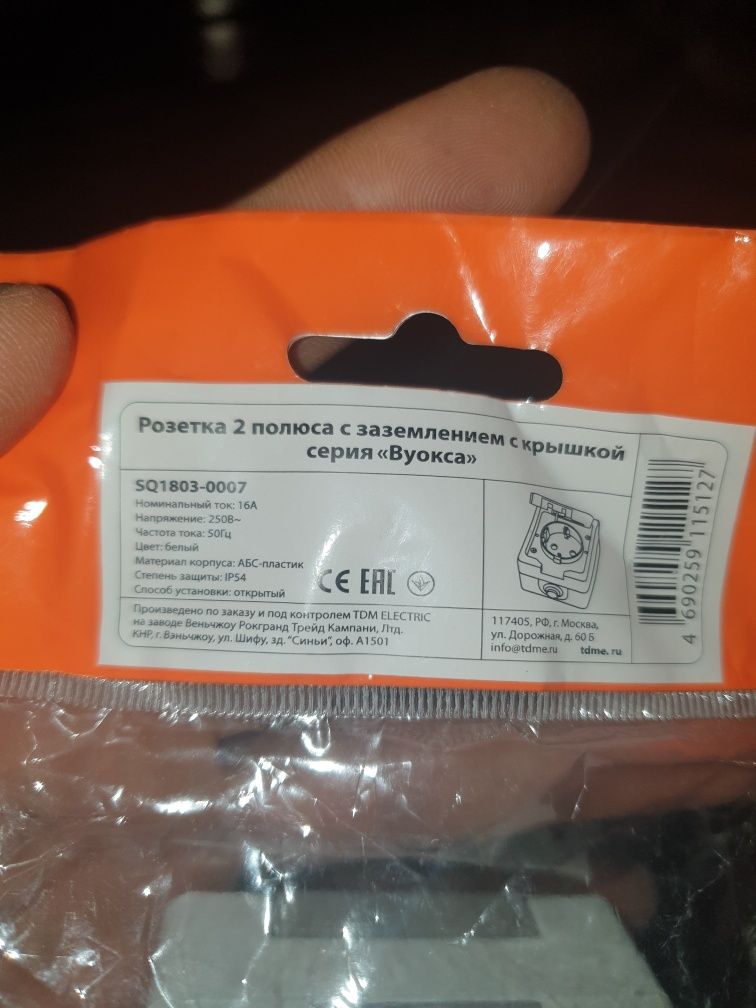 Розетка 2 полюса с заземлением с крышкой
серия «Вуокса»
SQ1803-0007
Номинальный ток: 16А
Напряжение: 250В~
Частота тока: 50Гц
Цвет: белый
Материал корпуса: АБС-пластик
Степень защиты: IP54
Способ установки: открытый
CE EAC
Произведено по заказу и под контролем TDM ELECTRIC
на заводе Веньчжоу Рокгранд Трейд Кампани, Лтд.
КНР, г. Вэньчжоу, ул. Шифу, зд. "Синьи", оф. А1501
117405, РФ, г. Москва,
ул. Дорожная, д. 60 Б
info@tdme.ru tdme.ru
4 690259 115127